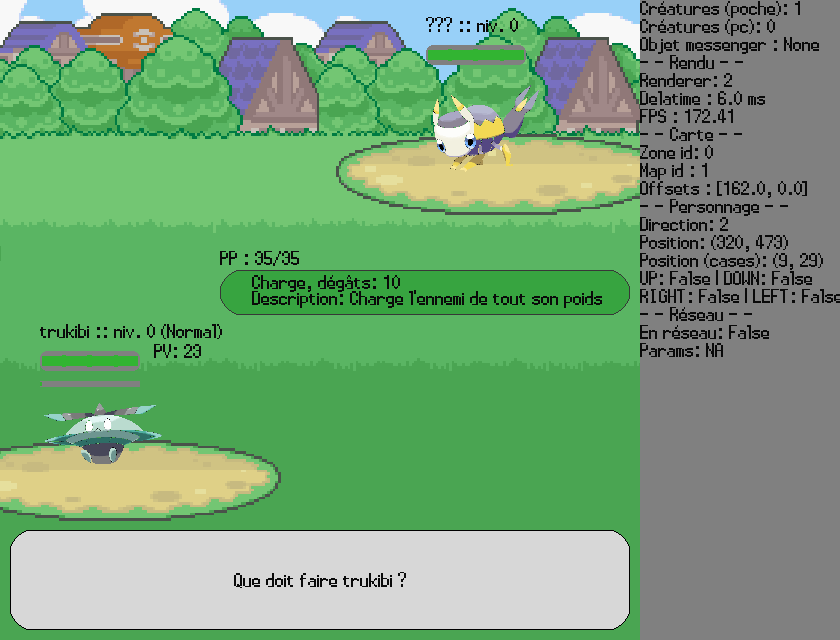 ??? :: niv. 0
PP : 35/35
Charge, dégâts: 10
Description: Charge l'ennemi de tout son poids
trukibi :: niv. 0 (Normal)
PV: 23
Que doit faire trukibi ?
Créatures (poche): 1
Créatures (pc): 0
Objet messenger : None
-- Rendu --
Renderer: 2
Delatime : 6.0 ms
FPS : 172.41
-- Carte --
Zone id: 0
Map id : 1
Offsets : [162.0, 0.0]
-- Personnage --
Direction: 2
Position: (320, 473)
Position (cases): (9, 29)
UP: False | DOWN: False
RIGHT: False | LEFT: False
-- Réseau --
En réseau: False
Params: NA